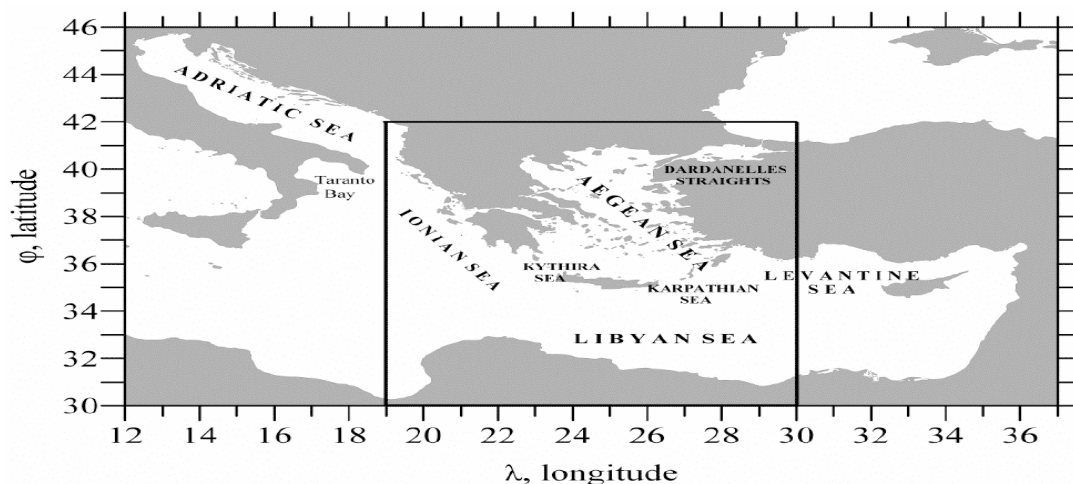 46
44
42
40
38
36
34
32
30
φ, latitude
ADRIATIC SEA
Taranto
Bay
IONIAN SEA
AEGEAN SEA
DARDANELLES
STRAIGHTS
KYTHIRA
SEA
KARPATHIAN
SEA
LEVANTINE
SEA
LIBYAN SEA
12 14 16 18 20 22 24 26 28 30 32 34 36
λ, longitude